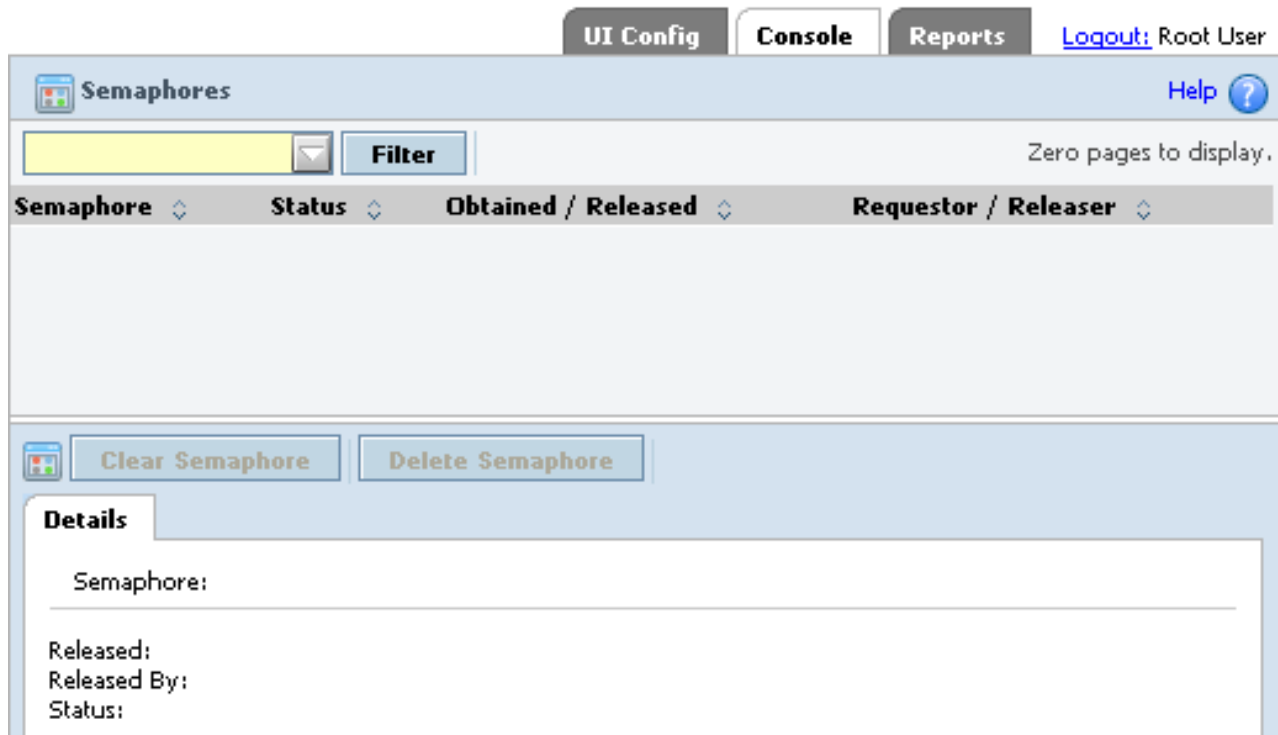 UI Config Console Reports Logout: Root User
Semaphores Help ?
Filter Zero pages to display.
Semaphore Status Obtained / Released Requestor / Releaser
Clear Semaphore Delete Semaphore
Details
Semaphore:
Released:
Released By:
Status: